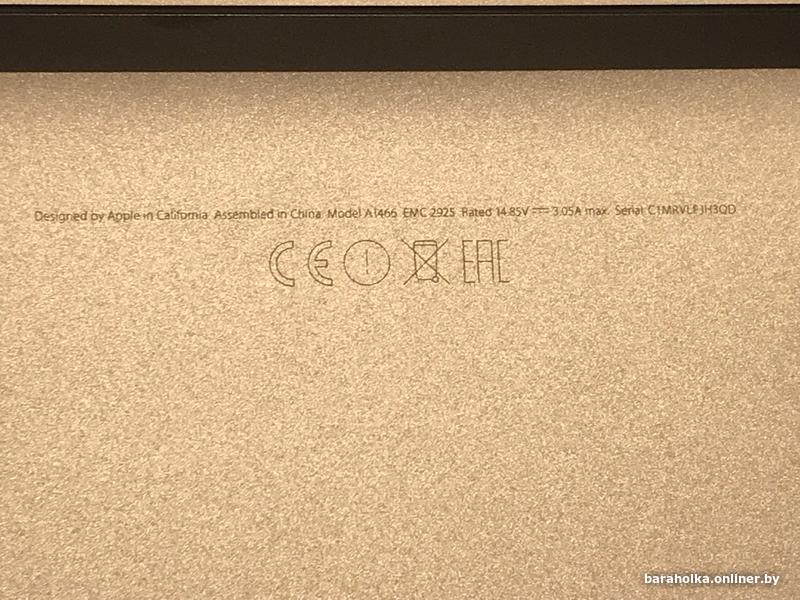 Designed by Apple in California Assembled in China Model A1466 EMC 2925 Rated 14.85V ⎓ 3.05A max. Serial
CE EAC
baraholka.onliner.by